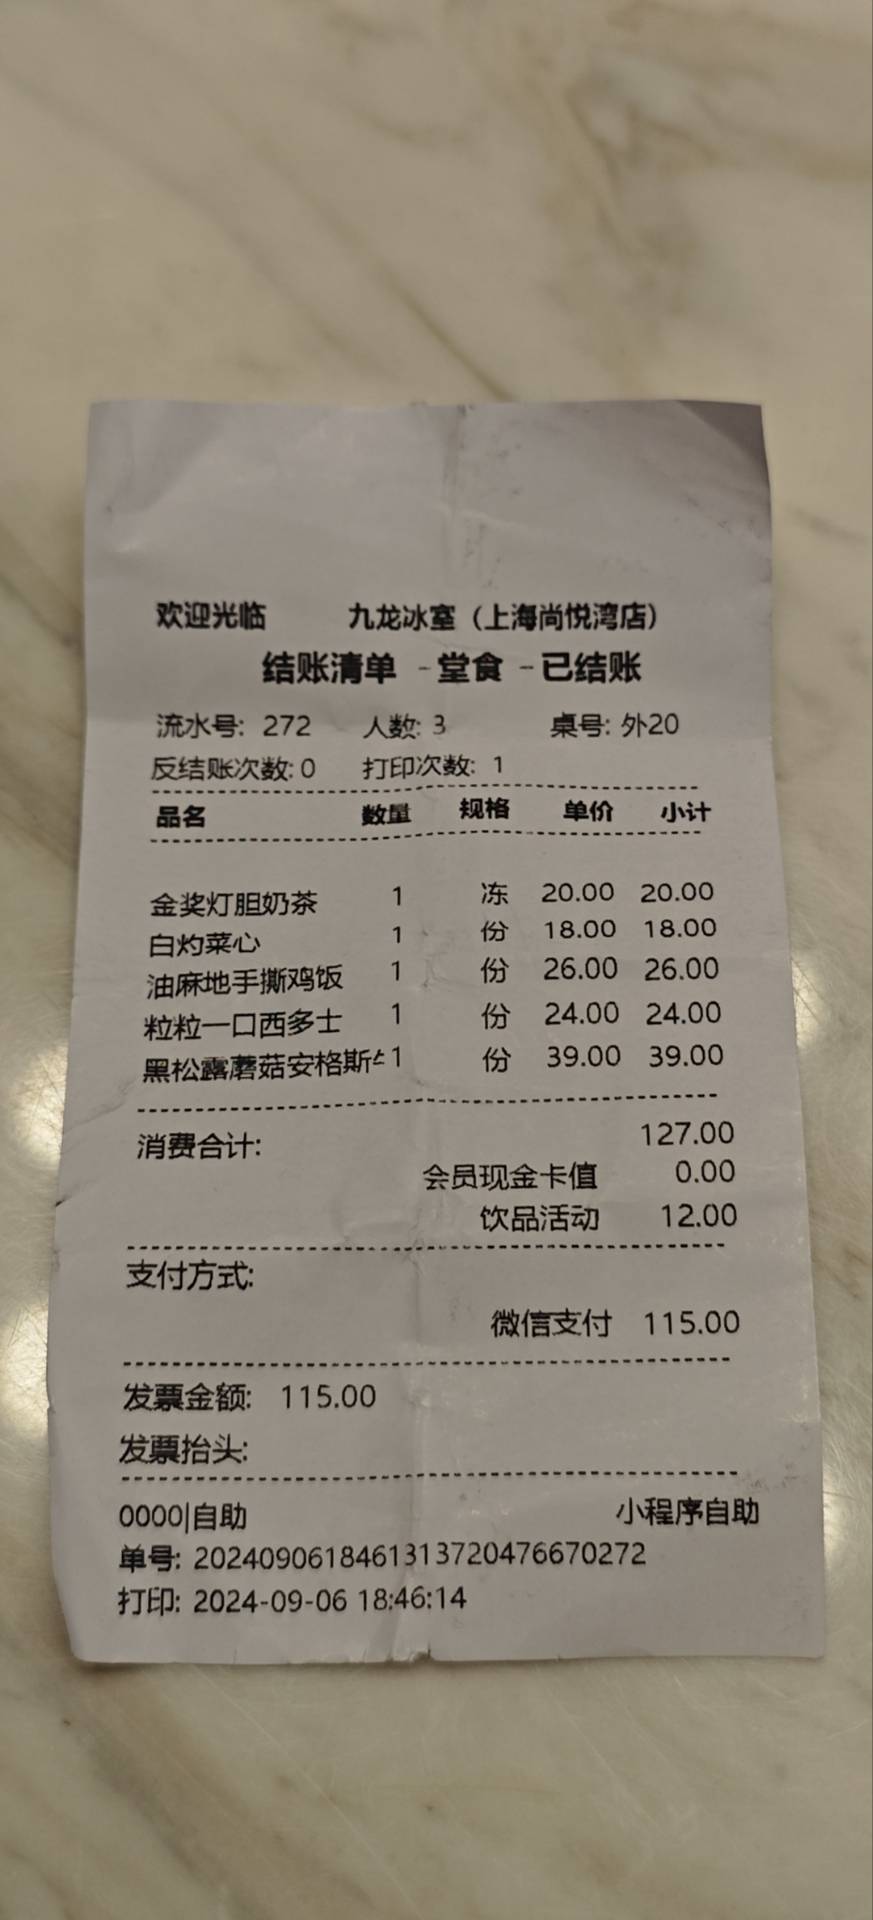 欢迎光临 九龙冰室（上海尚悦湾店）
结账清单 - 堂食 - 已结账
流水号: 272 人数: 3 桌号: 外20
反结账次数: 0 打印次数: 1
品名 数量 规格 单价 小计
金奖灯胆奶茶 1 冻 20.00 20.00
白灼菜心 1 份 18.00 18.00
油麻地手撕鸡饭 1 份 26.00 26.00
粒粒一口西多士 1 份 24.00 24.00
黑松露蘑菇安格斯 1 份 39.00 39.00
消费合计: 127.00
会员现金卡值 0.00
饮品活动 12.00
支付方式:
微信支付 115.00
发票金额: 115.00
发票抬头:
0000|自助 小程序自助
单号: 2024090618461313720476670272
打印: 2024-09-06 18:46:14